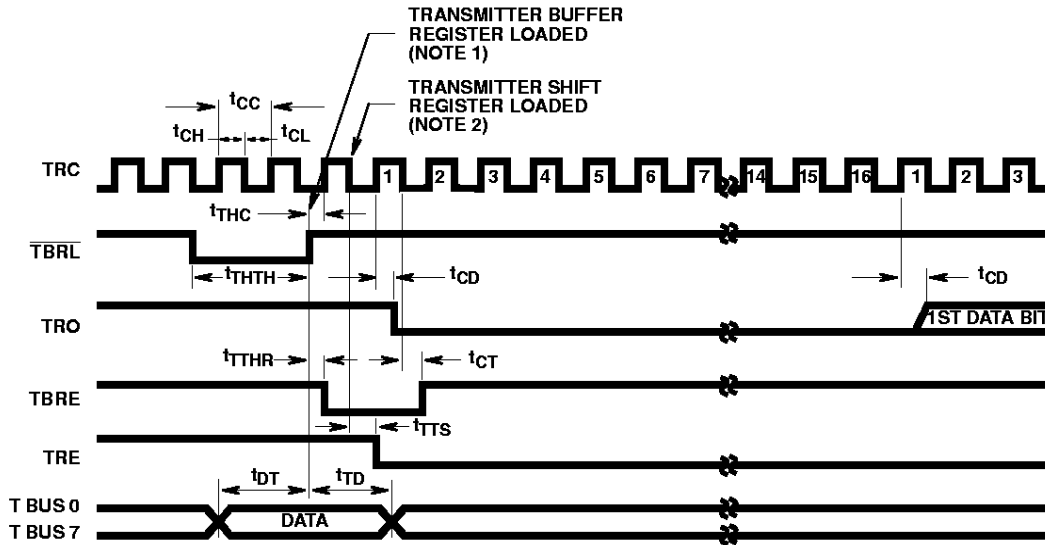 TRANSMITTER BUFFER
REGISTER LOADED
(NOTE 1)
TRANSMITTER SHIFT
REGISTER LOADED
(NOTE 2)
tCC
tCH
tCL
TRC
1 2 3 4 5 6 7 14 15 16 1 2 3
tTHC
TBRL
tTHTH
tCD
tCD
TRO
1ST DATA BIT
tTTHR
tCT
TBRE
tTTS
TRE
tDT
tTD
T BUS 0
DATA
T BUS 7